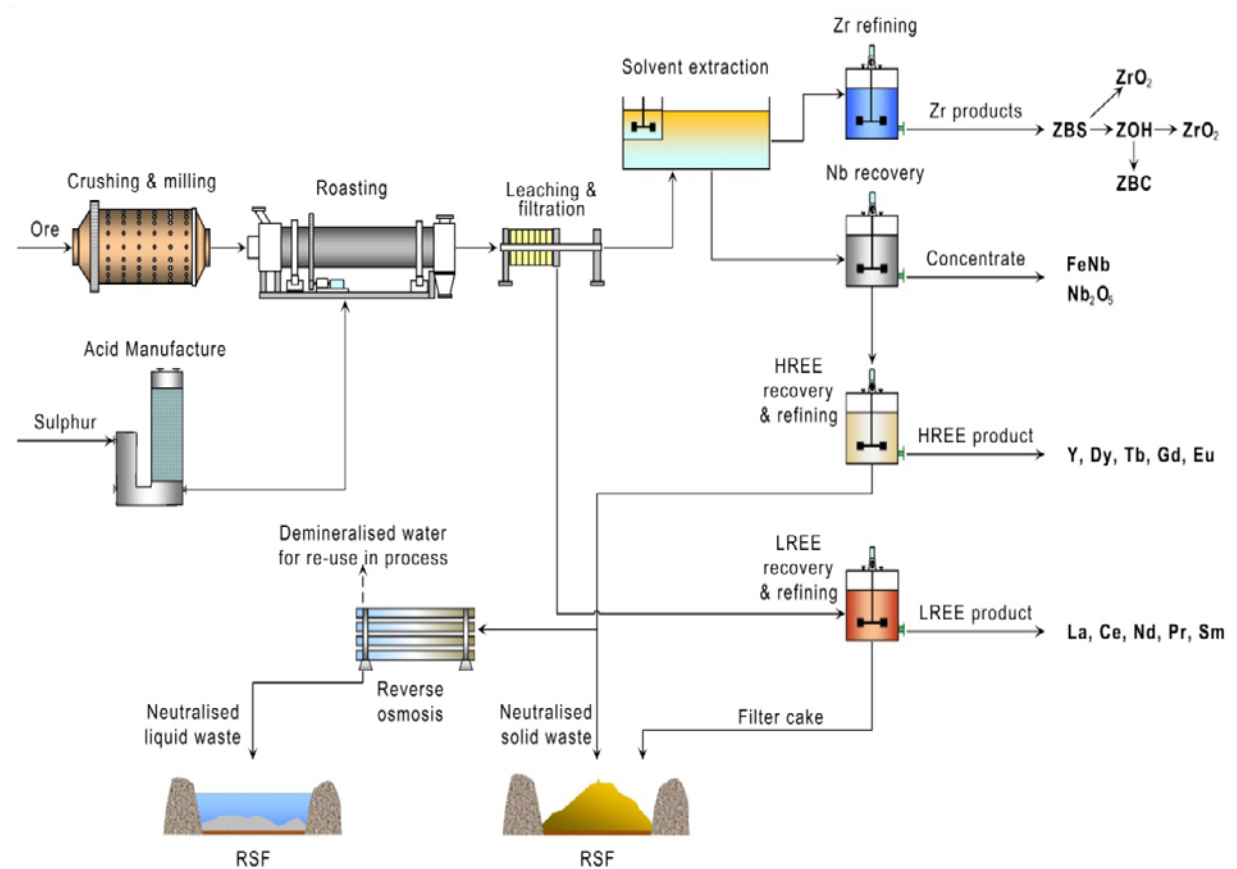 Zr refining
Solvent extraction
ZrO₂
Zr products
ZBS
ZOH
ZrO₂
ZBC
Crushing & milling
Roasting
Leaching &
filtration
Nb recovery
Ore
Concentrate
FeNb
Nb₂O₅
Acid Manufacture
HREE
recovery
& refining
Sulphur
HREE product
Y, Dy, Tb, Gd, Eu
Demineralised water
for re-use in process
LREE
recovery
& refining
LREE product
La, Ce, Nd, Pr, Sm
Reverse
osmosis
Neutralised
liquid waste
Neutralised
solid waste
Filter cake
RSF
RSF